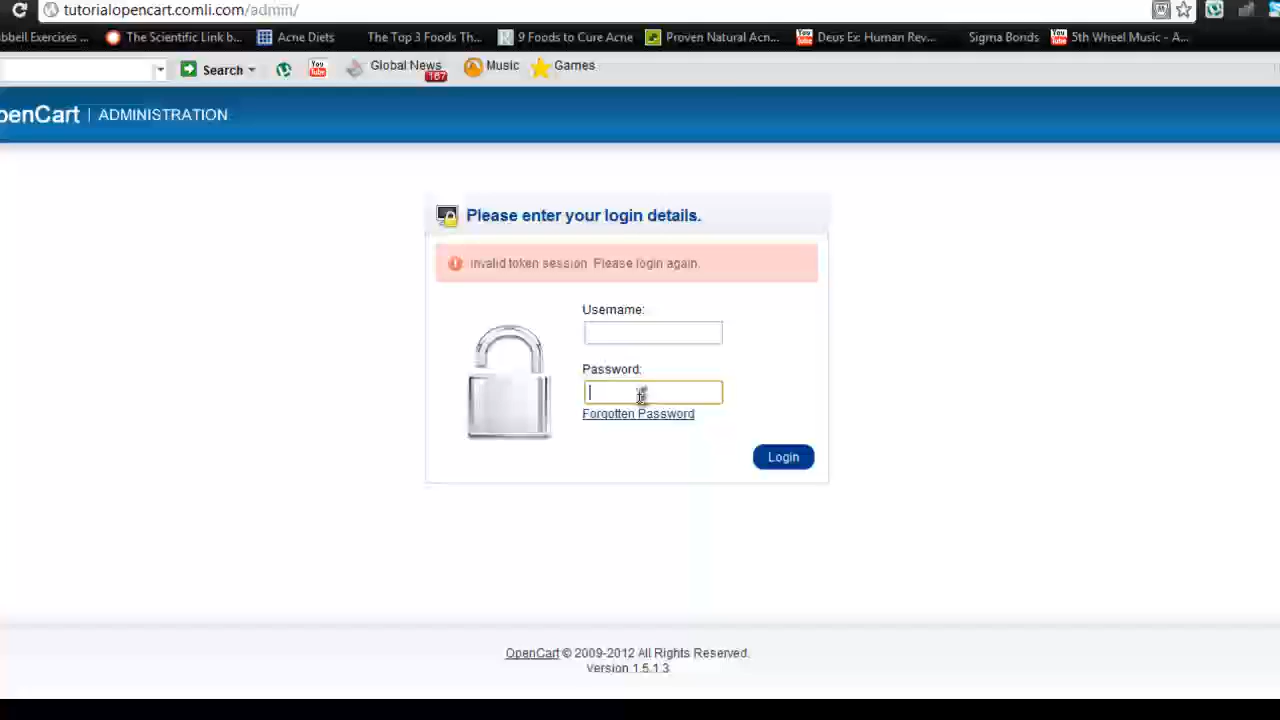 tutorialopencart.comli.com/admin/
bbell Exercises ... The Scientific Link b... Acne Diets The Top 3 Foods Th... 9 Foods to Cure Acne Proven Natural Acn... Deus Ex: Human Rev... Sigma Bonds 5th Wheel Music - A...
Search Global News 167 Music Games
penCart | ADMINISTRATION
Please enter your login details.
Invalid token session. Please login again.
Username:
Password:
Forgotten Password
Login
OpenCart © 2009-2012 All Rights Reserved.
Version 1.5.1.3